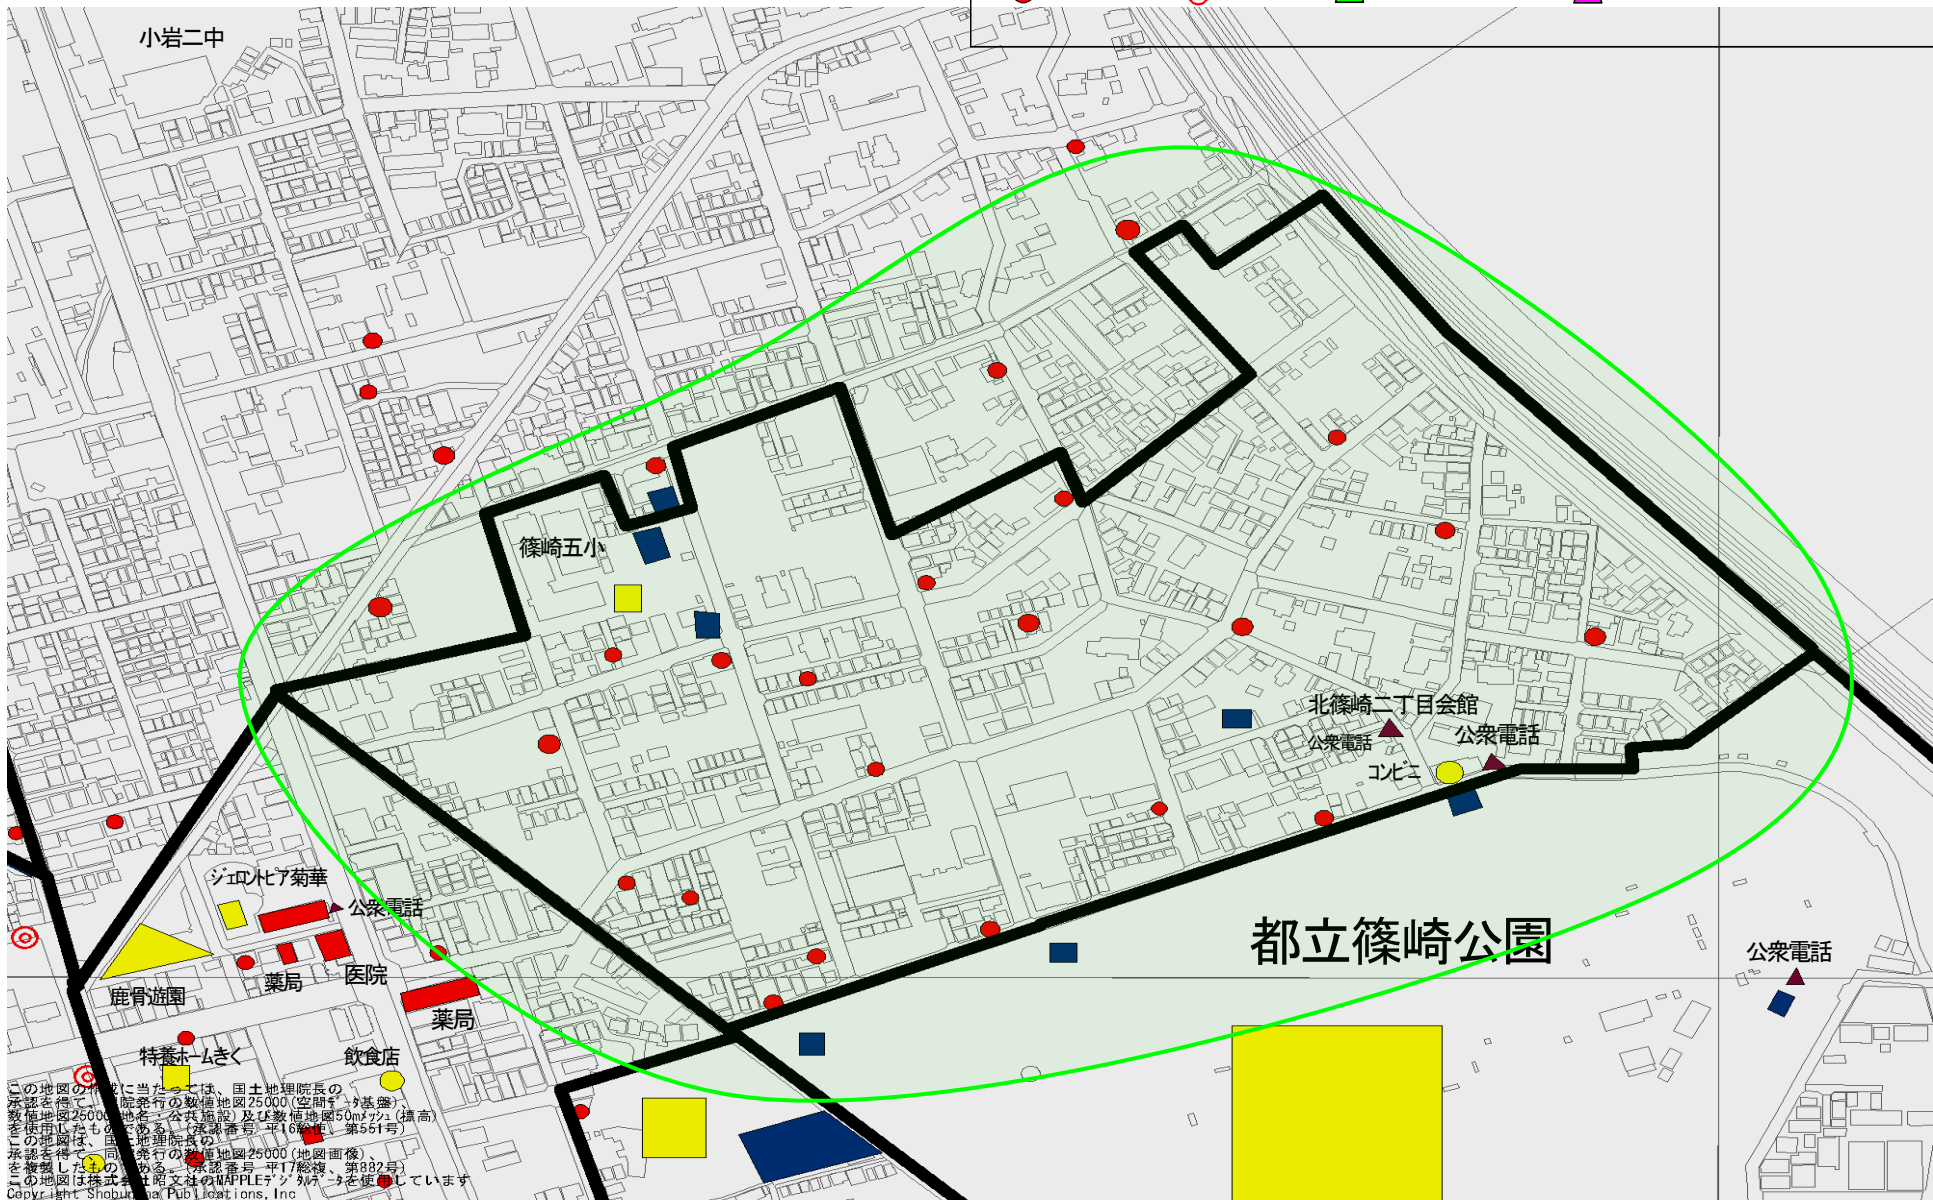 小岩二中
篠崎五小
北篠崎二丁目会館
公衆電話
公衆電話
コンビニ
ジェロントピア菊華
公衆電話
都立篠崎公園
公衆電話
薬局
医院
鹿骨遊園
薬局
特養ホームきく
飲食店
この地図の作成に当たっては、国土地理院長の
承認を得て、同院発行の数値地図25000(空間データ基盤)、
数値地図25000(地名・公共施設)及び数値地図50mメッシュ(標高)
を使用したものである。(承認番号 平16総使、第561号)
この地図は、国土地理院長の
承認を得て、同院発行の数値地図25000(地図画像)、
を複製したものである。(承認番号 平17総複、第882号)
この地図は株式会社昭文社のMAPPLEデジタルデータを使用しています
Copyright Shobunsha Publications, Inc